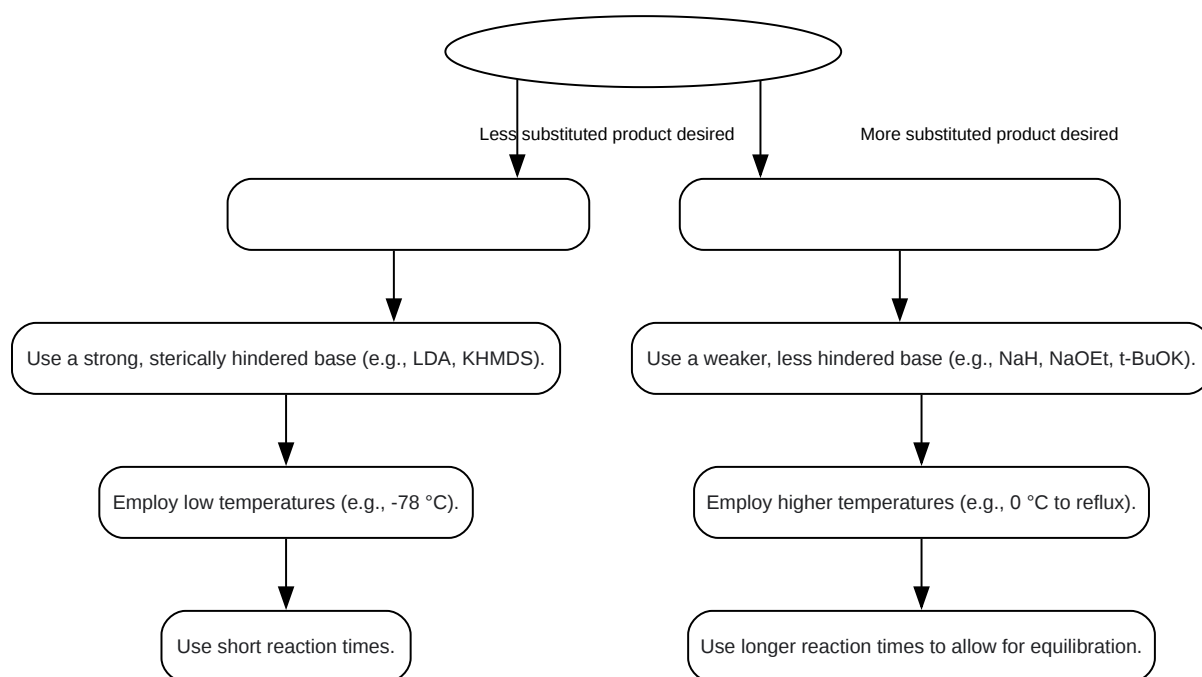 Less substituted product desired
More substituted product desired
Use a strong, sterically hindered base (e.g., LDA, KHMDS).
Use a weaker, less hindered base (e.g., NaH, NaOEt, t-BuOK).
Employ low temperatures (e.g., -78 °C).
Employ higher temperatures (e.g., 0 °C to reflux).
Use short reaction times.
Use longer reaction times to allow for equilibration.